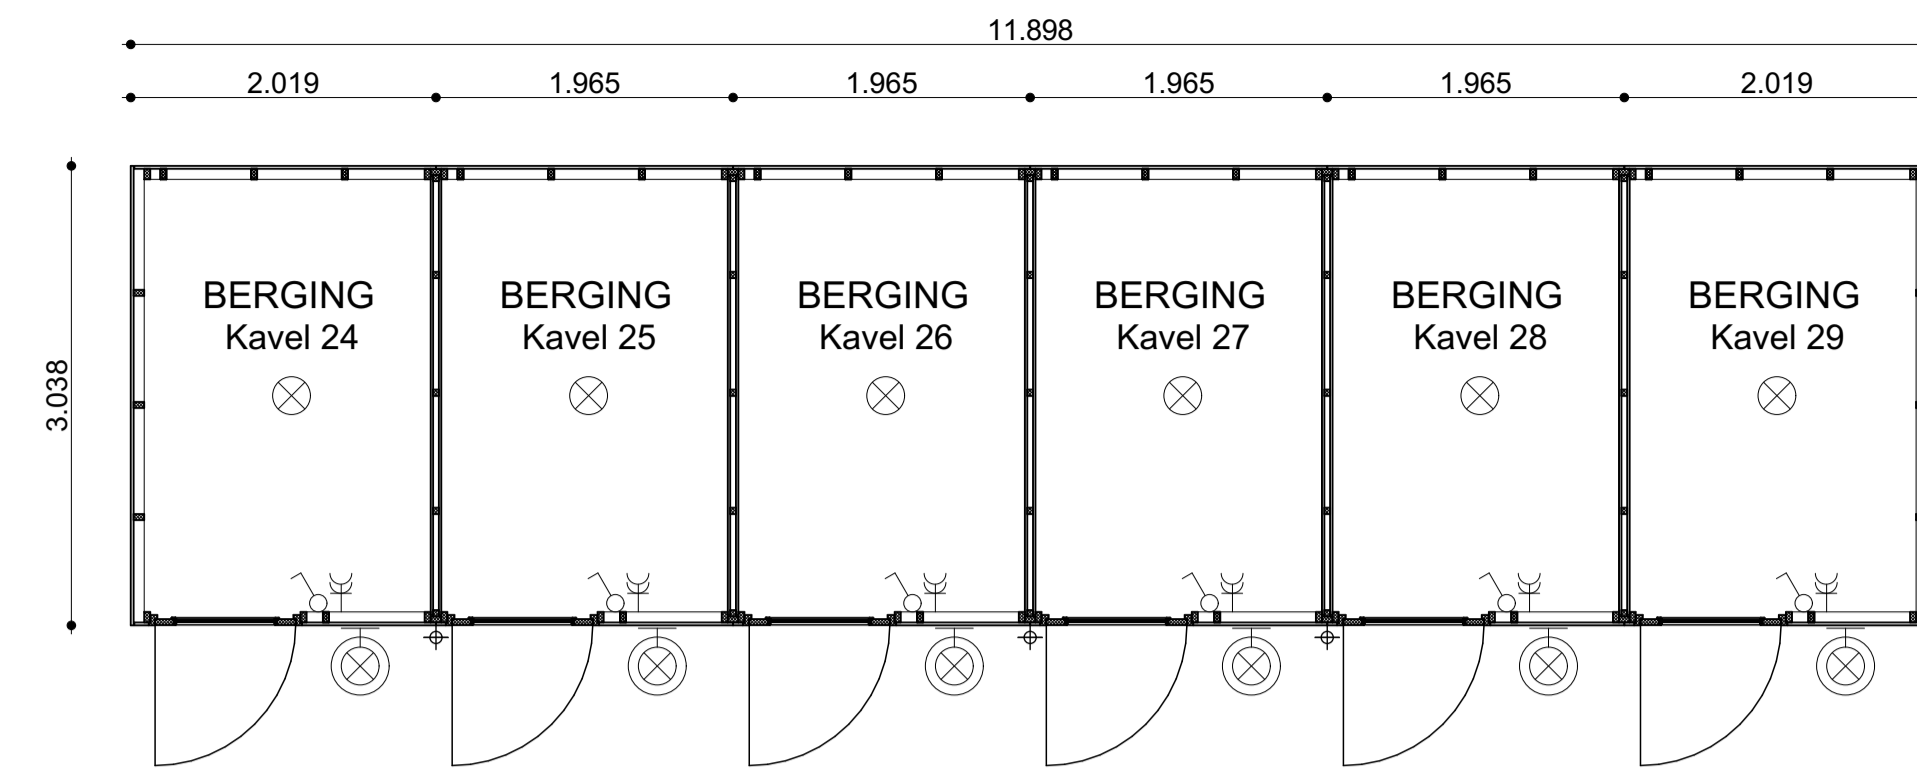 11.898
2.019 1.965 1.965 1.965 1.965 2.019
BERGING BERGING BERGING BERGING BERGING BERGING
Kavel 24 Kavel 25 Kavel 26 Kavel 27 Kavel 28 Kavel 29
3.038